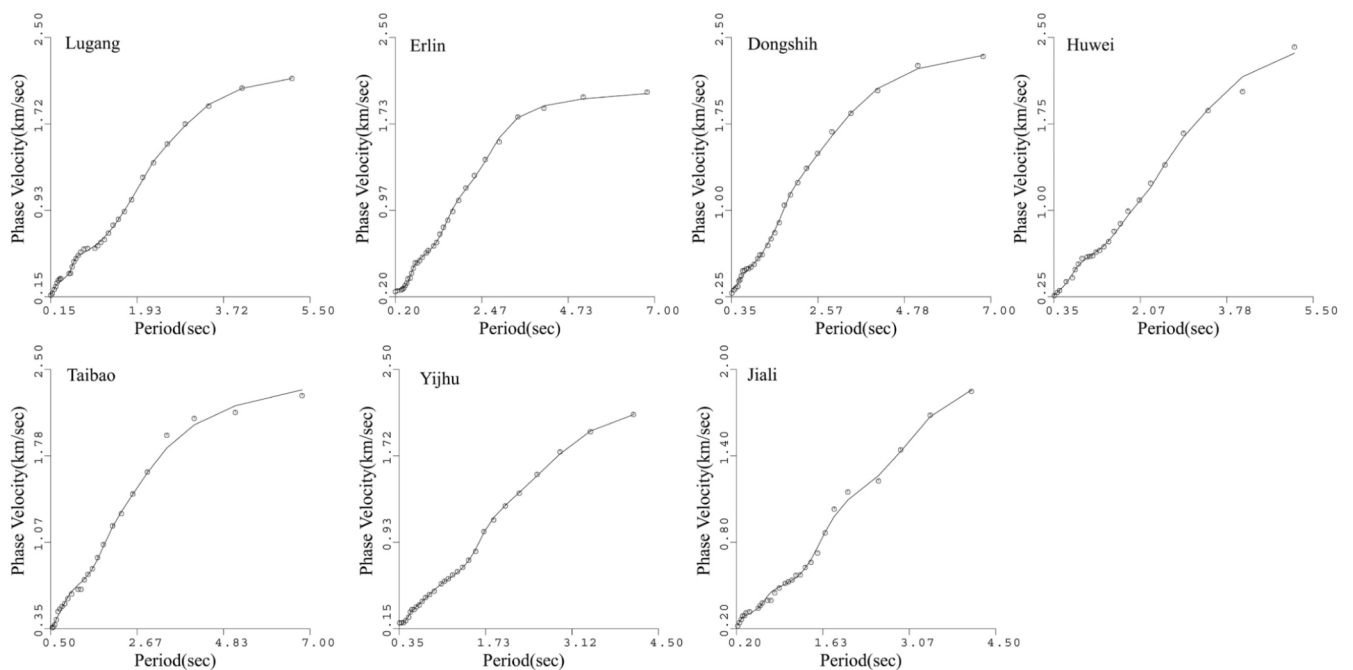 Lugang
Phase Velocity(km/sec)
2.50
1.72
0.93
0.15
0.15 1.93 3.72 5.50
Period(sec)
Erlin
Phase Velocity(km/sec)
2.50
1.73
0.97
0.20
0.20 2.47 4.73 7.00
Period(sec)
Dongshih
Phase Velocity(km/sec)
2.50
1.75
1.00
0.25
0.35 2.57 4.78 7.00
Period(sec)
Huwei
Phase Velocity(km/sec)
2.50
1.75
1.00
0.25
0.35 2.07 3.78 5.50
Period(sec)
Taibao
Phase Velocity(km/sec)
2.50
1.78
1.07
0.35
0.50 2.67 4.83 7.00
Period(sec)
Yijhu
Phase Velocity(km/sec)
2.50
1.72
0.93
0.15
0.35 1.73 3.12 4.50
Period(sec)
Jiali
Phase Velocity(km/sec)
2.00
1.40
0.80
0.20
0.20 1.63 3.07 4.50
Period(sec)